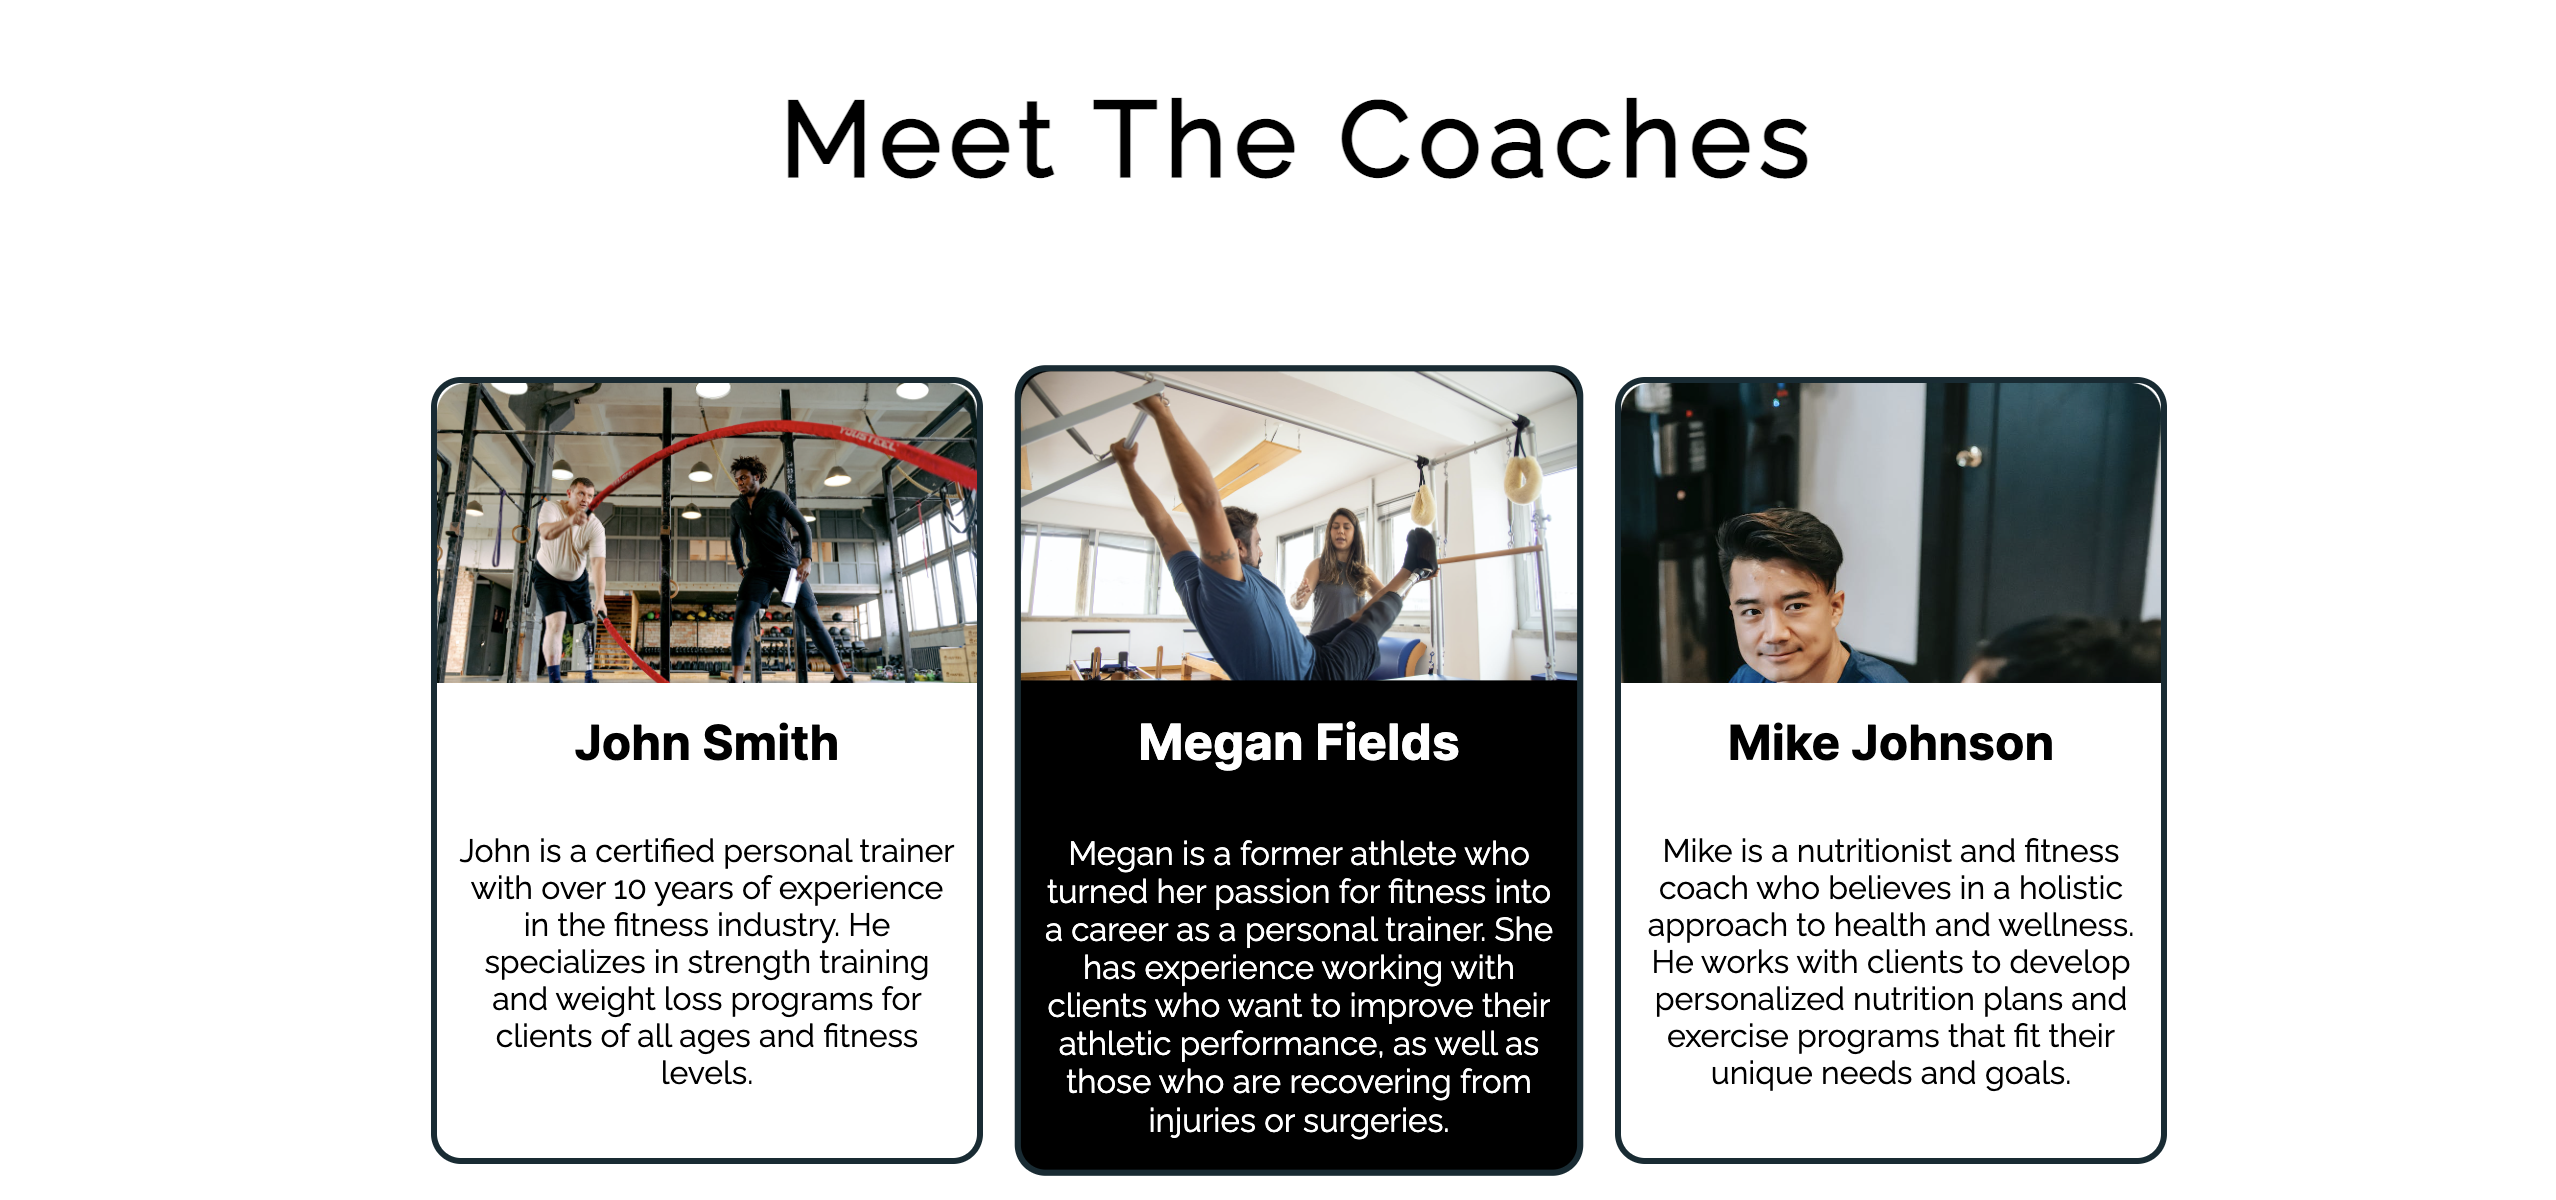 Meet The Coaches
YOUSTEEL
John Smith
John is a certified personal trainer
with over 10 years of experience
in the fitness industry. He
specializes in strength training
and weight loss programs for
clients of all ages and fitness
levels.
Megan Fields
Megan is a former athlete who
turned her passion for fitness into
a career as a personal trainer. She
has experience working with
clients who want to improve their
athletic performance, as well as
those who are recovering from
injuries or surgeries.
Mike Johnson
Mike is a nutritionist and fitness
coach who believes in a holistic
approach to health and wellness.
He works with clients to develop
personalized nutrition plans and
exercise programs that fit their
unique needs and goals.